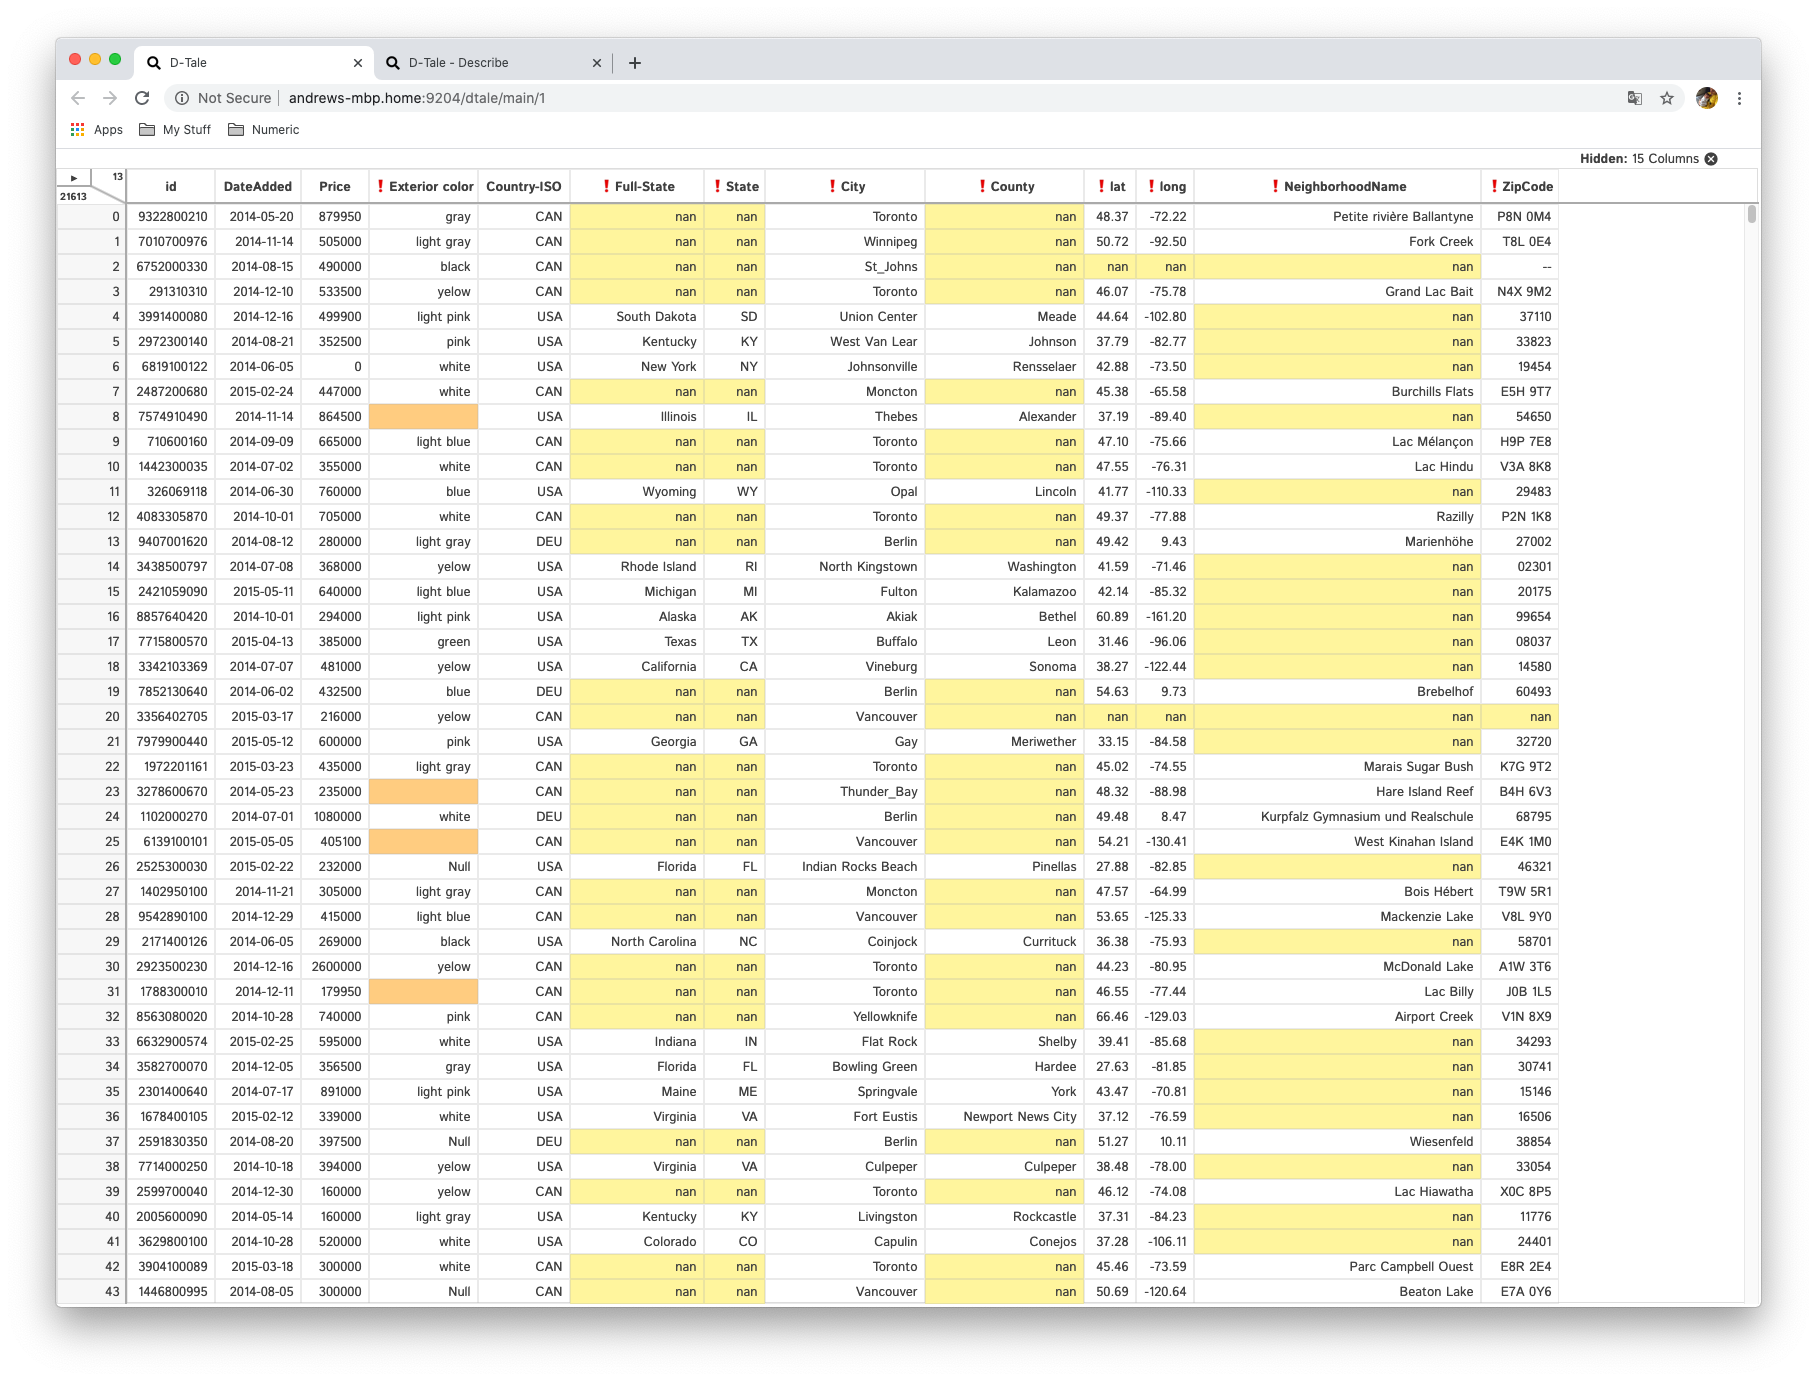 D-Tale
D-Tale - Describe
Not Secure andrews-mbp.home:9204/dtale/main/1
Apps My Stuff Numeric
Hidden: 15 Columns
13
21613
id DateAdded Price Exterior color Country-ISO Full-State State City County lat long NeighborhoodName ZipCode
0 9322800210 2014-05-20 879950 gray CAN nan nan Toronto nan 48.37 -72.22 Petite rivière Ballantyne P8N 0M4
1 7010700976 2014-11-14 505000 light gray CAN nan nan Winnipeg nan 50.72 -92.50 Fork Creek T8L 0E4
2 6752000330 2014-08-15 490000 black CAN nan nan St_Johns nan nan nan nan --
3 291310310 2014-12-10 533500 yelow CAN nan nan Toronto nan 46.07 -75.78 Grand Lac Bait N4X 9M2
4 3991400080 2014-12-16 499900 light pink USA South Dakota SD Union Center Meade 44.64 -102.80 nan 37110
5 2972300140 2014-08-21 352500 pink USA Kentucky KY West Van Lear Johnson 37.79 -82.77 nan 33823
6 6819100122 2014-06-05 0 white USA New York NY Johnsonville Rensselaer 42.88 -73.50 nan 19454
7 2487200680 2015-02-24 447000 white CAN nan nan Moncton nan 45.38 -65.58 Burchills Flats E5H 9T7
8 7574910490 2014-11-14 864500 USA Illinois IL Thebes Alexander 37.19 -89.40 nan 54650
9 710600160 2014-09-09 665000 light blue CAN nan nan Toronto nan 47.10 -75.66 Lac Mélançon H9P 7E8
10 1442300035 2014-07-02 355000 white CAN nan nan Toronto nan 47.55 -76.31 Lac Hindu V3A 8K8
11 326069118 2014-06-30 760000 blue USA Wyoming WY Opal Lincoln 41.77 -110.33 nan 29483
12 4083305870 2014-10-01 705000 white CAN nan nan Toronto nan 49.37 -77.88 Razilly P2N 1K8
13 9407001620 2014-08-12 280000 light gray DEU nan nan Berlin nan 49.42 9.43 Marienhöhe 27002
14 3438500797 2014-07-08 368000 yelow USA Rhode Island RI North Kingstown Washington 41.59 -71.46 nan 02301
15 2421059090 2015-05-11 640000 light blue USA Michigan MI Fulton Kalamazoo 42.14 -85.32 nan 20175
16 8857640420 2014-10-01 294000 light pink USA Alaska AK Akiak Bethel 60.89 -161.20 nan 99654
17 7715800570 2015-04-13 385000 green USA Texas TX Buffalo Leon 31.46 -96.06 nan 08037
18 3342103369 2014-07-07 481000 yelow USA California CA Vineburg Sonoma 38.27 -122.44 nan 14580
19 7852130640 2014-06-02 432500 blue DEU nan nan Berlin nan 54.63 9.73 Brebelhof 60493
20 3356402705 2015-03-17 216000 yelow CAN nan nan Vancouver nan nan nan nan nan
21 7979900440 2015-05-12 600000 pink USA Georgia GA Gay Meriwether 33.15 -84.58 nan 32720
22 1972201161 2015-03-23 435000 light gray CAN nan nan Toronto nan 45.02 -74.55 Marais Sugar Bush K7G 9T2
23 3278600670 2014-05-23 235000 CAN nan nan Thunder_Bay nan 48.32 -88.98 Hare Island Reef B4H 6V3
24 1102000270 2014-07-01 1080000 white DEU nan nan Berlin nan 49.48 8.47 Kurpfalz Gymnasium und Realschule 68795
25 6139100101 2015-05-05 405100 CAN nan nan Vancouver nan 54.21 -130.41 West Kinahan Island E4K 1M0
26 2525300030 2015-02-22 232000 Null USA Florida FL Indian Rocks Beach Pinellas 27.88 -82.85 nan 46321
27 1402950100 2014-11-21 305000 light gray CAN nan nan Moncton nan 47.57 -64.99 Bois Hébert T9W 5R1
28 9542890100 2014-12-29 415000 light blue CAN nan nan Vancouver nan 53.65 -125.33 Mackenzie Lake V8L 9Y0
29 2171400126 2014-06-05 269000 black USA North Carolina NC Coinjock Currituck 36.38 -75.93 nan 58701
30 2923500230 2014-12-16 2600000 yelow CAN nan nan Toronto nan 44.23 -80.95 McDonald Lake A1W 3T6
31 1788300010 2014-12-11 179950 CAN nan nan Toronto nan 46.55 -77.44 Lac Billy J0B 1L5
32 8563080020 2014-10-28 740000 pink CAN nan nan Yellowknife nan 66.46 -129.03 Airport Creek V1N 8X9
33 6632900574 2015-02-25 595000 white USA Indiana IN Flat Rock Shelby 39.41 -85.68 nan 34293
34 3582700070 2014-12-05 356500 gray USA Florida FL Bowling Green Hardee 27.63 -81.85 nan 30741
35 2301400640 2014-07-17 891000 light pink USA Maine ME Springvale York 43.47 -70.81 nan 15146
36 1678400105 2015-02-12 339000 white USA Virginia VA Fort Eustis Newport News City 37.12 -76.59 nan 16506
37 2591830350 2014-08-20 397500 Null DEU nan nan Berlin nan 51.27 10.11 Wiesenfeld 38854
38 7714000250 2014-10-18 394000 yelow USA Virginia VA Culpeper Culpeper 38.48 -78.00 nan 33054
39 2599700040 2014-12-30 160000 yelow CAN nan nan Toronto nan 46.12 -74.08 Lac Hiawatha X0C 8P5
40 2005600090 2014-05-14 160000 light gray USA Kentucky KY Livingston Rockcastle 37.31 -84.23 nan 11776
41 3629800100 2014-10-28 520000 white USA Colorado CO Capulin Conejos 37.28 -106.11 nan 24401
42 3904100089 2015-03-18 300000 white CAN nan nan Toronto nan 45.46 -73.59 Parc Campbell Ouest E8R 2E4
43 1446800995 2014-08-05 300000 Null CAN nan nan Vancouver nan 50.69 -120.64 Beaton Lake E7A 0Y6